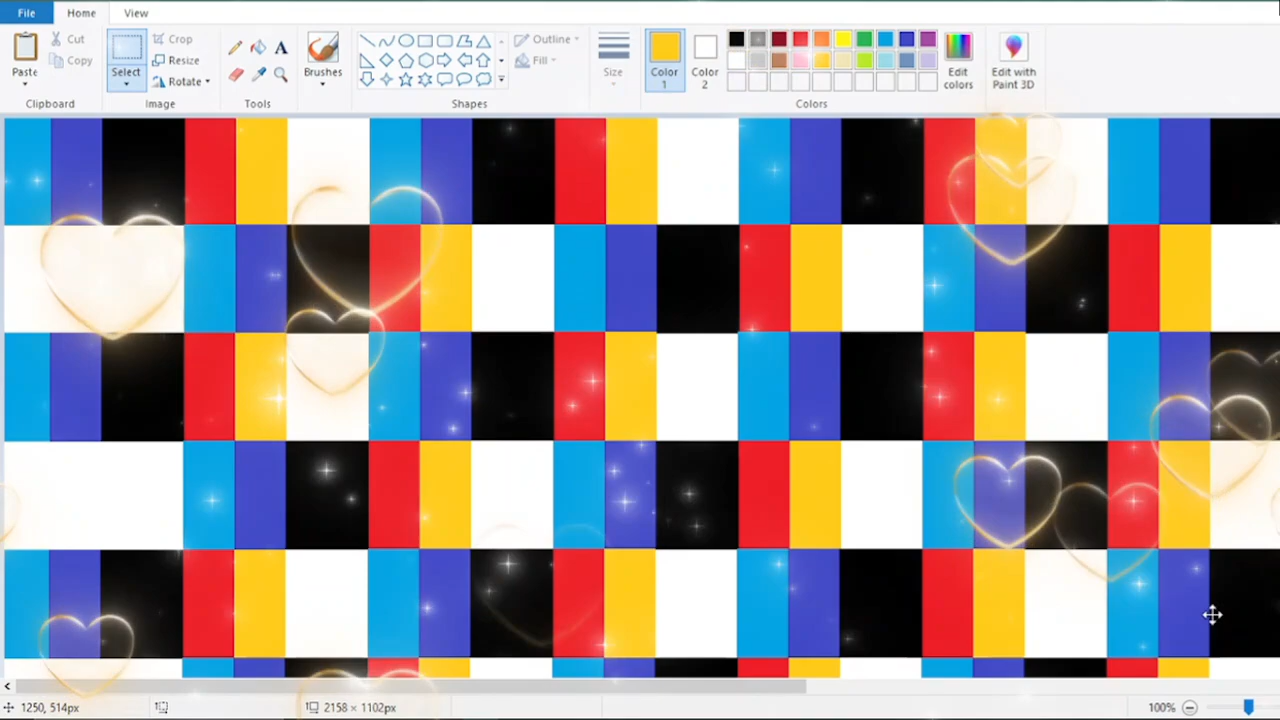 File Home View
Paste
Clipboard
Cut
Copy
Select
Crop
Resize
Rotate
Image
A
Tools
Brushes
Shapes
Outline
Fill
Size
Color
1
Color
2
Colors
Edit
colors
Edit with
Paint 3D
1250, 514px
2158 × 1102px
100%